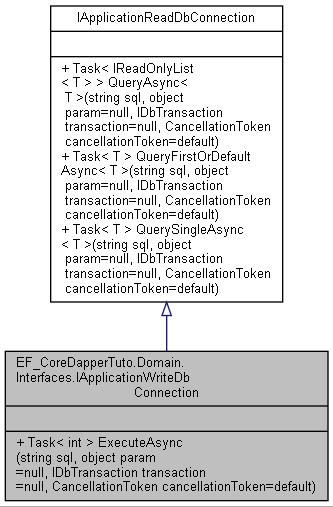 IApplicationReadDbConnection
+ Task< IReadOnlyList
< T > > QueryAsync<
T >(string sql, object
param=null, IDbTransaction
transaction=null, CancellationToken
cancellationToken=default)
+ Task< T > QueryFirstOrDefault
Async< T >(string sql, object
param=null, IDbTransaction
transaction=null, CancellationToken
cancellationToken=default)
+ Task< T > QuerySingleAsync
< T >(string sql, object
param=null, IDbTransaction
transaction=null, CancellationToken
cancellationToken=default)
EF_CoreDapperTuto.Domain.
Interfaces.IApplicationWriteDb
Connection
+ Task< int > ExecuteAsync
(string sql, object param
=null, IDbTransaction transaction
=null, CancellationToken cancellationToken=default)